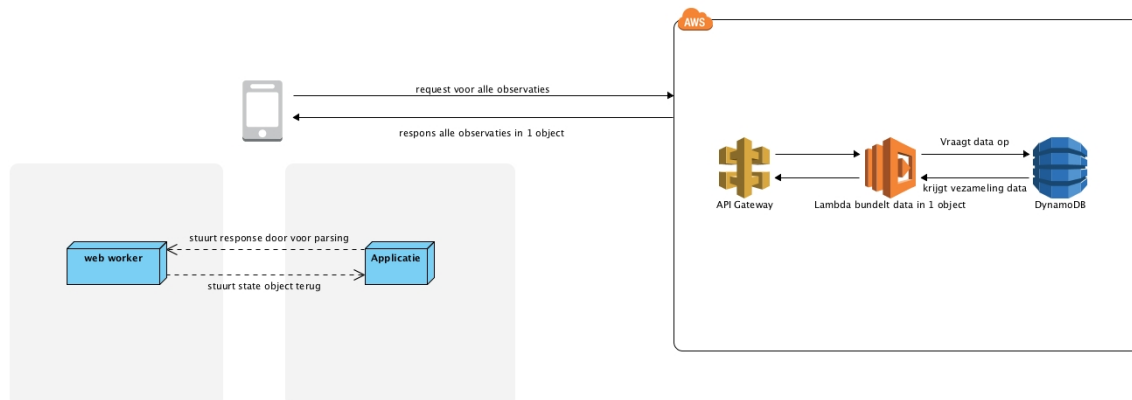 AWS
request voor alle observaties
respons alle observaties in 1 object
Vraagt data op
krijgt vezameling data
API Gateway
Lambda bundelt data in 1 object
DynamoDB
stuurt response door voor parsing
web worker
Applicatie
stuurt state object terug